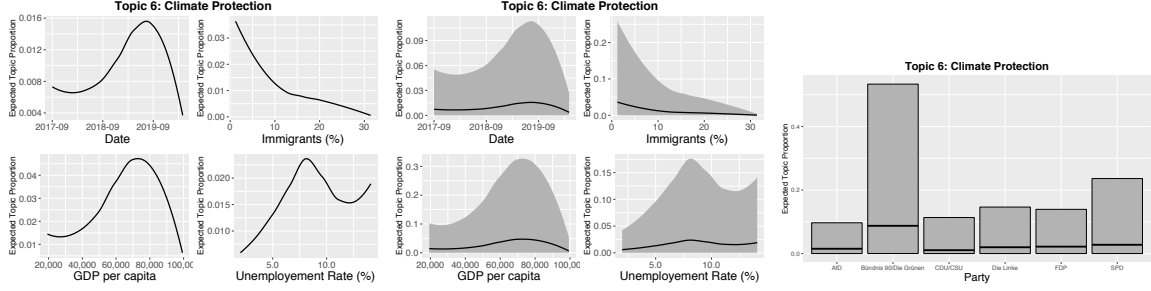 Topic 6: Climate Protection
Expected Topic Proportion
0.016
0.012
0.008
0.004
2017-09 2018-09 2019-09
Date
Expected Topic Proportion
0.03
0.02
0.01
0.00
0 10 20 30
Immigrants (%)
Expected Topic Proportion
0.04
0.03
0.02
0.01
20,000 40,000 60,000 80,000 100,00
GDP per capita
Expected Topic Proportion
0.020
0.015
0.010
5.0 10.0
Unemployement Rate (%)
Topic 6: Climate Protection
Expected Topic Proportion
0.09
0.06
0.03
0.00
2017-09 2018-09 2019-09
Date
Expected Topic Proportion
0.2
0.1
0.0
0 10 20 30
Immigrants (%)
Expected Topic Proportion
0.3
0.2
0.1
0.0
20,000 40,000 60,000 80,000 100,00
GDP per capita
Expected Topic Proportion
0.15
0.10
0.05
0.00
5.0 10.0
Unemployement Rate (%)
Topic 6: Climate Protection
Expected Topic Proportion
0.4
0.2
0.0
AfD Bündnis 90/Die Grünen CDU/CSU Die Linke FDP SPD
Party